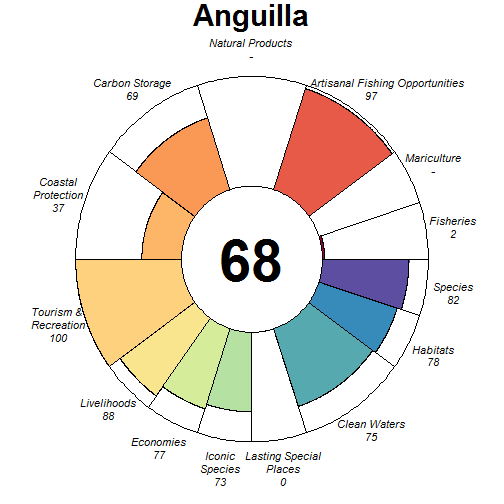 Anguilla
Natural Products
-
Carbon Storage
69
Artisanal Fishing Opportunities
97
Mariculture
-
Coastal
Protection
37
Fisheries
2
68
Species
82
Tourism &
Recreation
100
Habitats
78
Livelihoods
88
Clean Waters
75
Economies
77
Iconic
Species
73
Lasting Special
Places
0